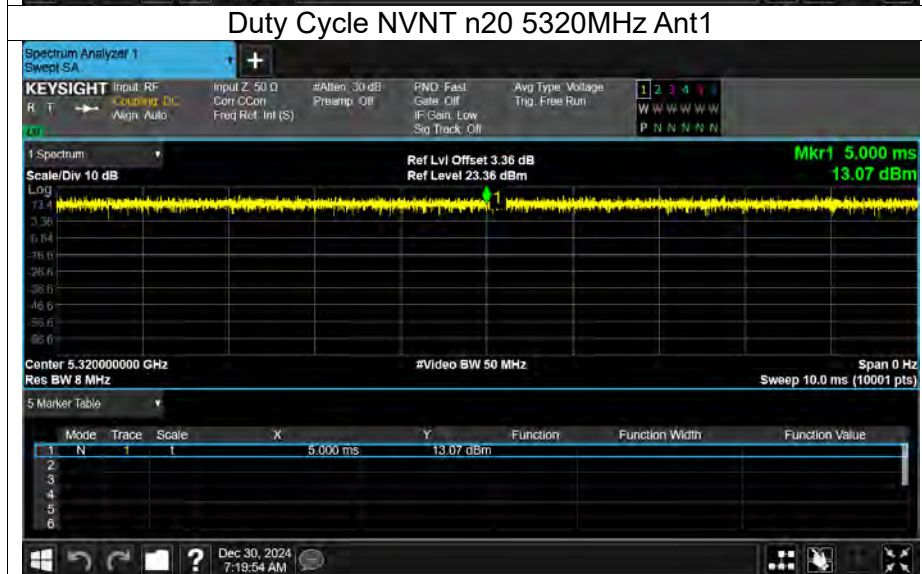 Duty Cycle NVNT n20 5320MHz Ant1
Spectrum Analyzer 1
Swept SA
+
KEYSIGHT Input: RF Input Z: 50 Ω #Atten: 30 dB PNO: Fast Avg Type: Voltage 1 2 3 4 5 6
R T Coupling: DC Corr CCorr Preamp: Off Gate: Off Trig: Free Run W W W W W W
Align: Auto Freq Ref: Int (S) IF Gain: Low
Sig Track: Off P N N N N N
1 Spectrum
Ref Lvl Offset 3.36 dB Mkr1 5.000 ms
Scale/Div 10 dB Ref Level 23.36 dBm 13.07 dBm
Log
1
13.4
3.36
-6.64
-16.6
-26.6
-36.6
-46.6
-56.6
-66.6
Center 5.320000000 GHz #Video BW 50 MHz Span 0 Hz
Res BW 8 MHz Sweep 10.0 ms (10001 pts)
5 Marker Table
Mode Trace Scale X Y Function Function Width Function Value
1 N 1 t 5.000 ms 13.07 dBm
2
3
4
5
6
? Dec 30, 2024
7:19:54 AM